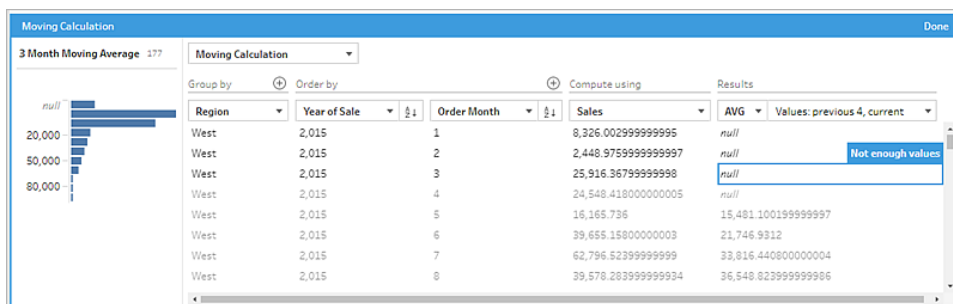 Moving Calculation Done
3 Month Moving Average 177
Moving Calculation
Group by Order by Compute using Results
Region Year of Sale Order Month Sales AVG Values: previous 4, current
null
20,000
50,000
80,000
West 2,015 1 8,326.002999999995 null
West 2,015 2 2,448.9759999999997 null
Not enough values
West 2,015 3 25,916.36799999998 null
West 2,015 4 24,548.418000000005 null
West 2,015 5 16,165.736 15,481.100199999997
West 2,015 6 39,655.15800000003 21,746.9312
West 2,015 7 62,796.52399999999 33,816.440800000004
West 2,015 8 39,578.283999999934 36,548.823999999986